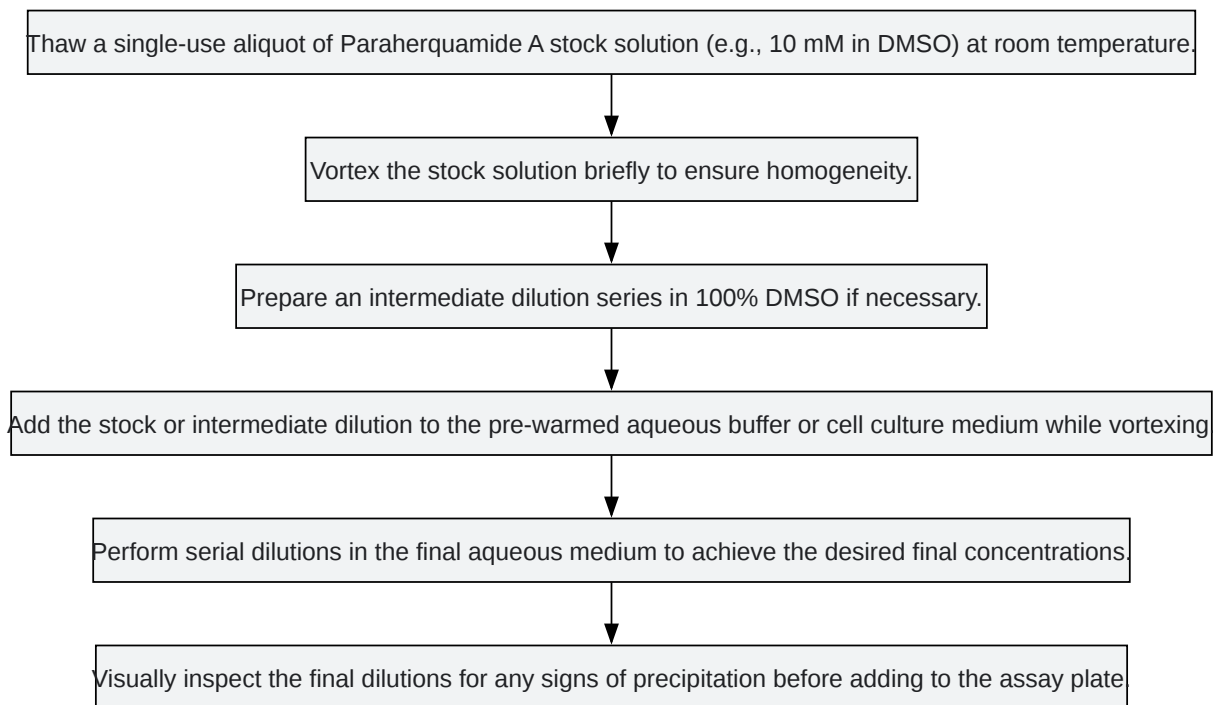 Thaw a single-use aliquot of Paraherquamide A stock solution (e.g., 10 mM in DMSO) at room temperature.
Vortex the stock solution briefly to ensure homogeneity.
Prepare an intermediate dilution series in 100% DMSO if necessary.
Add the stock or intermediate dilution to the pre-warmed aqueous buffer or cell culture medium while vortexing.
Perform serial dilutions in the final aqueous medium to achieve the desired final concentrations.
Visually inspect the final dilutions for any signs of precipitation before adding to the assay plate.